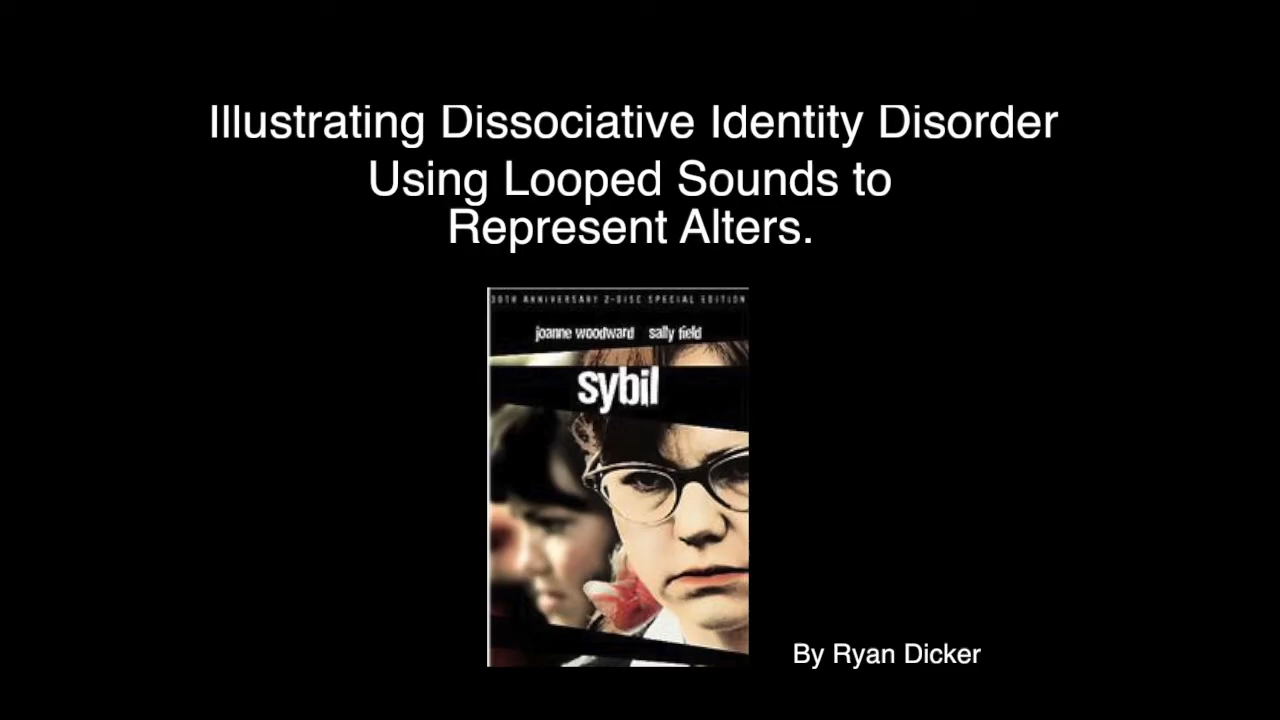 Illustrating Dissociative Identity Disorder
Using Looped Sounds to
Represent Alters.
30TH ANNIVERSARY 2-DISC SPECIAL EDITION
joanne woodward sally field
sybil
By Ryan Dicker